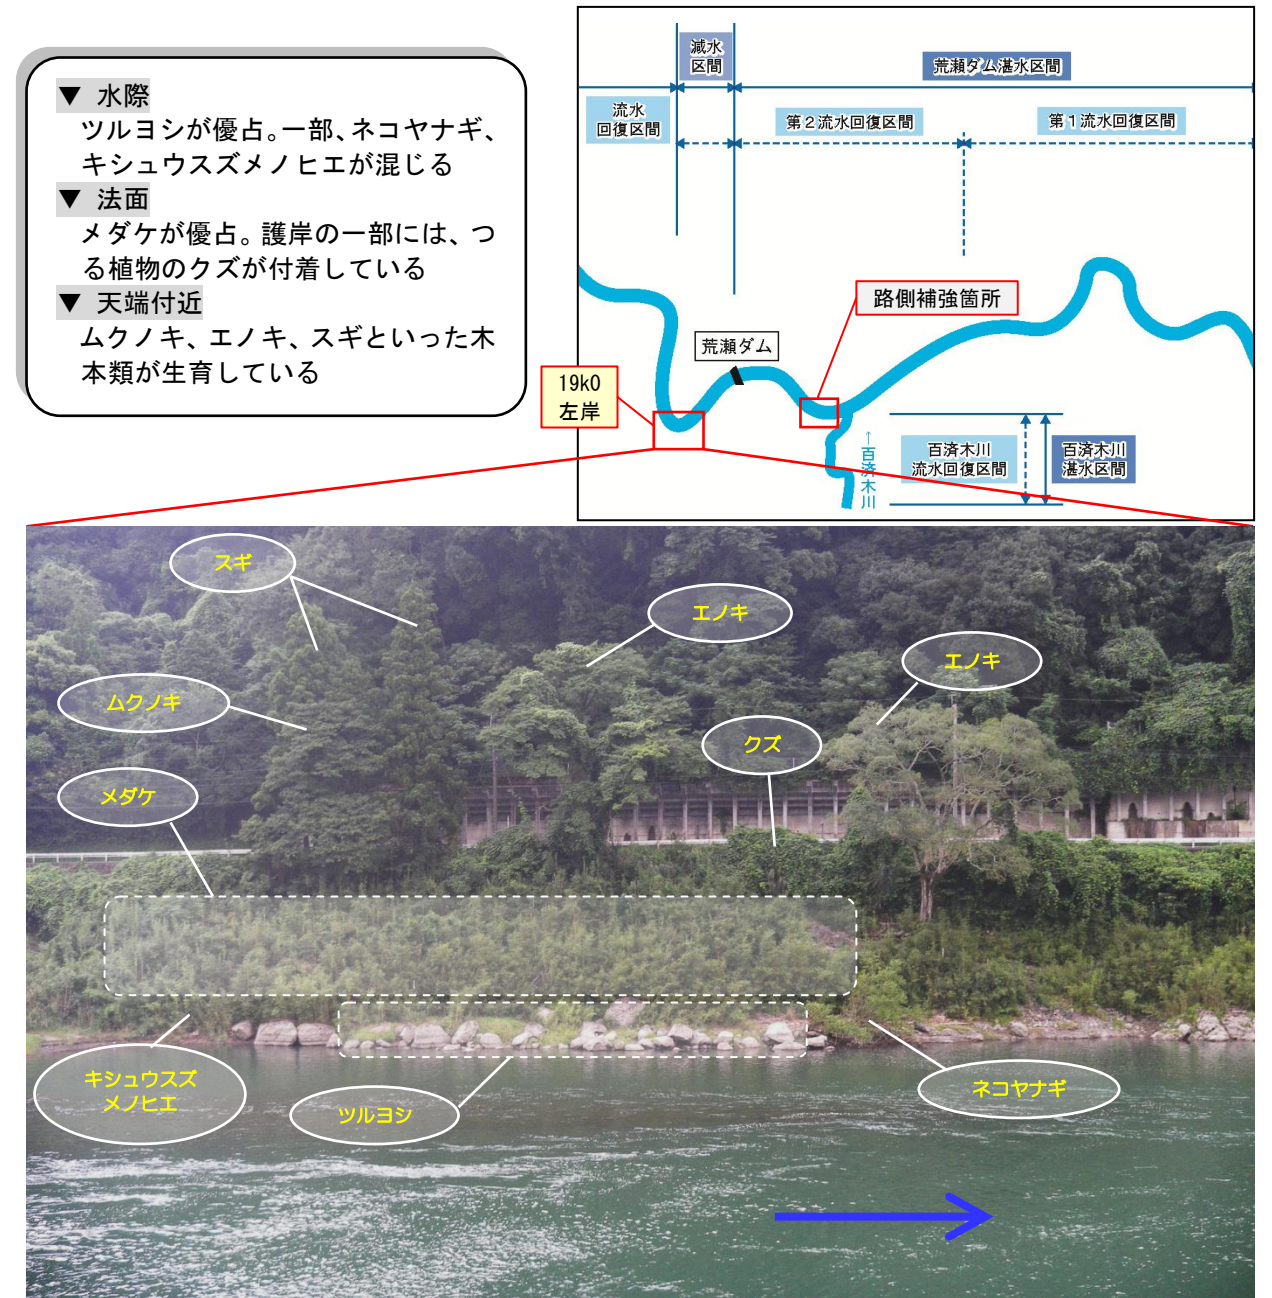 ▼ 水際
ツルヨシが優占。一部、ネコヤナギ、
キシュウスズメノヒエが混じる
▼ 法面
メダケが優占。護岸の一部には、つ
る植物のクズが付着している
▼ 天端付近
ムクノキ、エノキ、スギといった木
本類が生育している
減水
区間
荒瀬ダム湛水区間
流水
回復区間
第2流水回復区間
第1流水回復区間
路側補強箇所
荒瀬ダム
19k0
左岸
←百済木川
百済木川
流水回復区間
百済木川
湛水区間
スギ
エノキ
エノキ
ムクノキ
クズ
メダケ
キシュウスズ
メノヒエ
ツルヨシ
ネコヤナギ